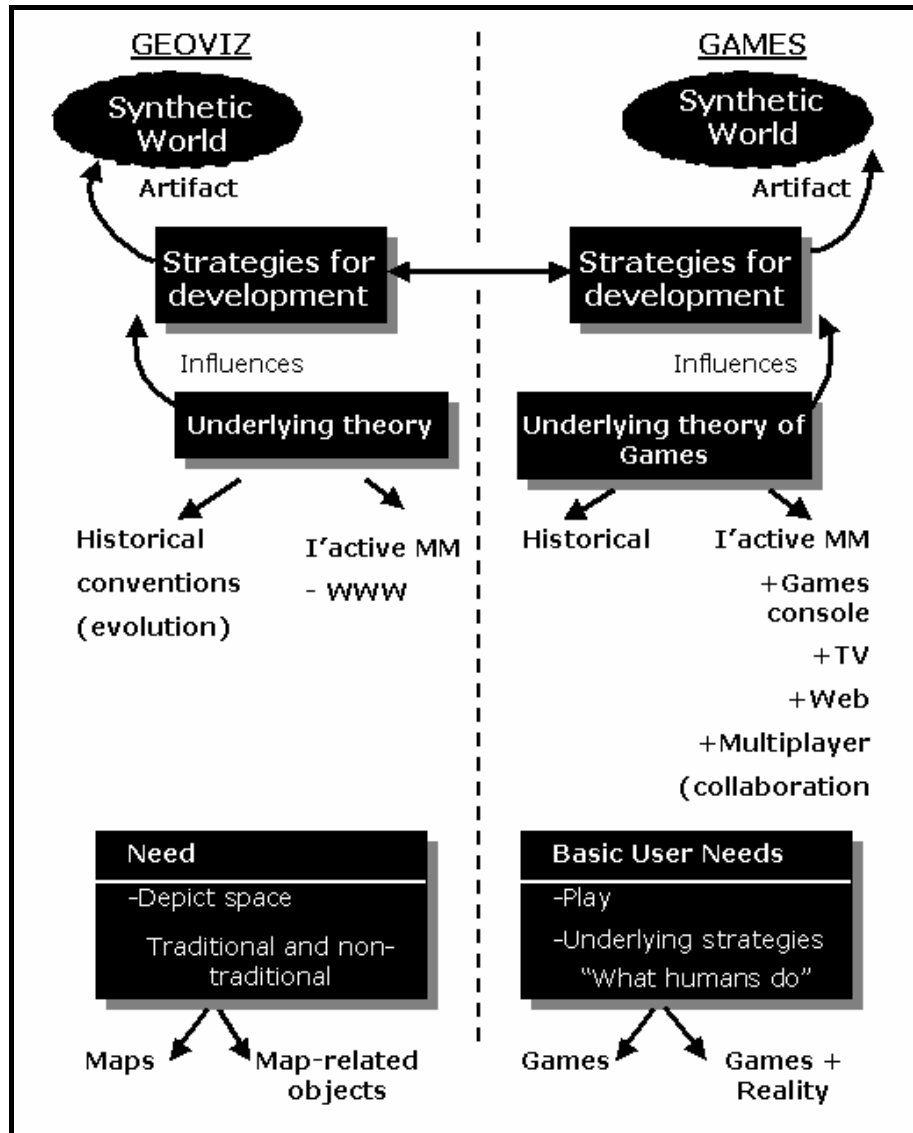 GEOVIZ
Synthetic
World
Artifact
Strategies for
development
Influences
Underlying theory
Historical
conventions
(evolution)
I'active MM
- WWW
Need
-Depict space
Traditional and non-
traditional
Maps
Map-related
objects
GAMES
Synthetic
World
Artifact
Strategies for
development
Influences
Underlying theory of
Games
Historical
I'active MM
+Games
console
+TV
+Web
+Multiplayer
(collaboration
Basic User Needs
-Play
-Underlying strategies
“What humans do”
Games
Games +
Reality